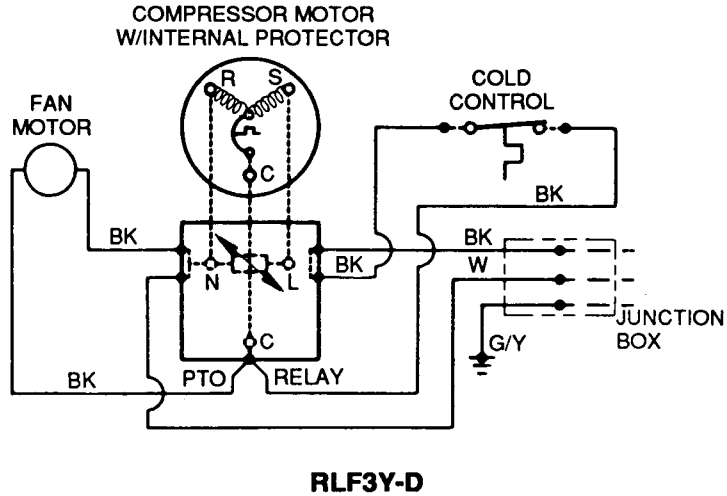 COMPRESSOR MOTOR
W/INTERNAL PROTECTOR
R S
FAN
MOTOR
COLD
CONTROL
C
BK
BK
BK
BK
W
N L
C
G/Y
JUNCTION
BOX
BK
PTO RELAY
RLF3Y-D